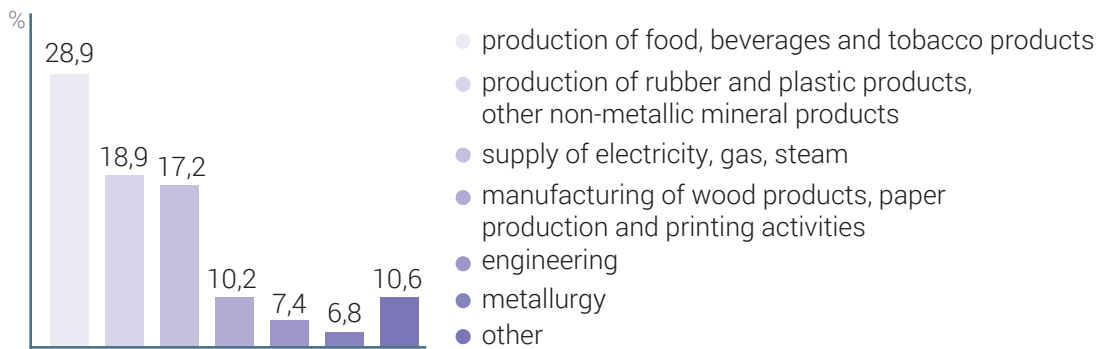 %
28,9
18,9
17,2
10,2
7,4
6,8
10,6
production of food, beverages and tobacco products
production of rubber and plastic products,
other non-metallic mineral products
supply of electricity, gas, steam
manufacturing of wood products, paper
production and printing activities
engineering
metallurgy
other